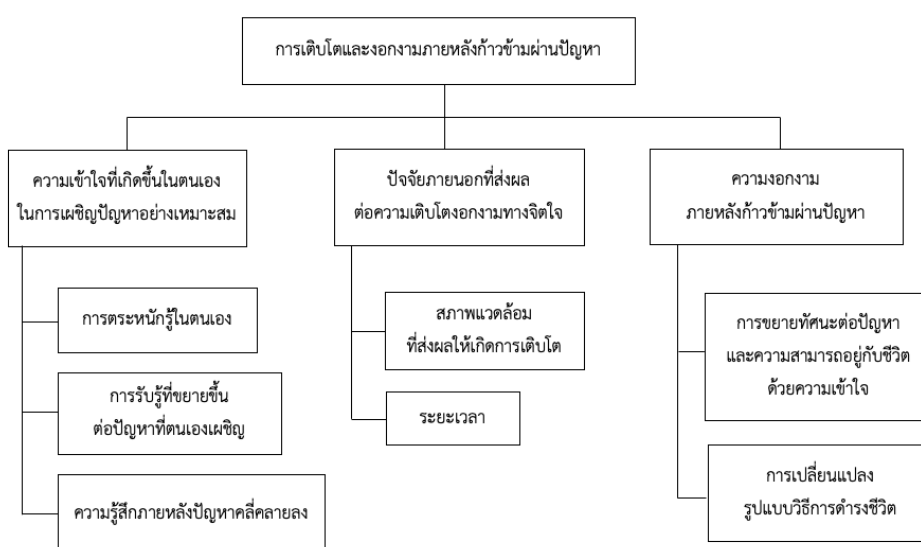 การเติบโตและงอกงามภายหลังก้าวข้ามผ่านปัญหา
ความเข้าใจที่เกิดขึ้นในตนเอง
ในการเผชิญปัญหาอย่างเหมาะสม
การตระหนักรู้ในตนเอง
การรับรู้ที่ขยายขึ้น
ต่อปัญหาที่ตนเองเผชิญ
ความรู้สึกภายหลังปัญหาคลี่คลายลง
ปัจจัยภายนอกที่ส่งผล
ต่อความเติบโตงอกงามทางจิตใจ
สภาพแวดล้อม
ที่ส่งผลให้เกิดการเติบโต
ระยะเวลา
ความงอกงาม
ภายหลังก้าวข้ามผ่านปัญหา
การขยายทัศนะต่อปัญหา
และความสามารถอยู่กับชีวิต
ด้วยความเข้าใจ
การเปลี่ยนแปลง
รูปแบบวิธีการดำรงชีวิต